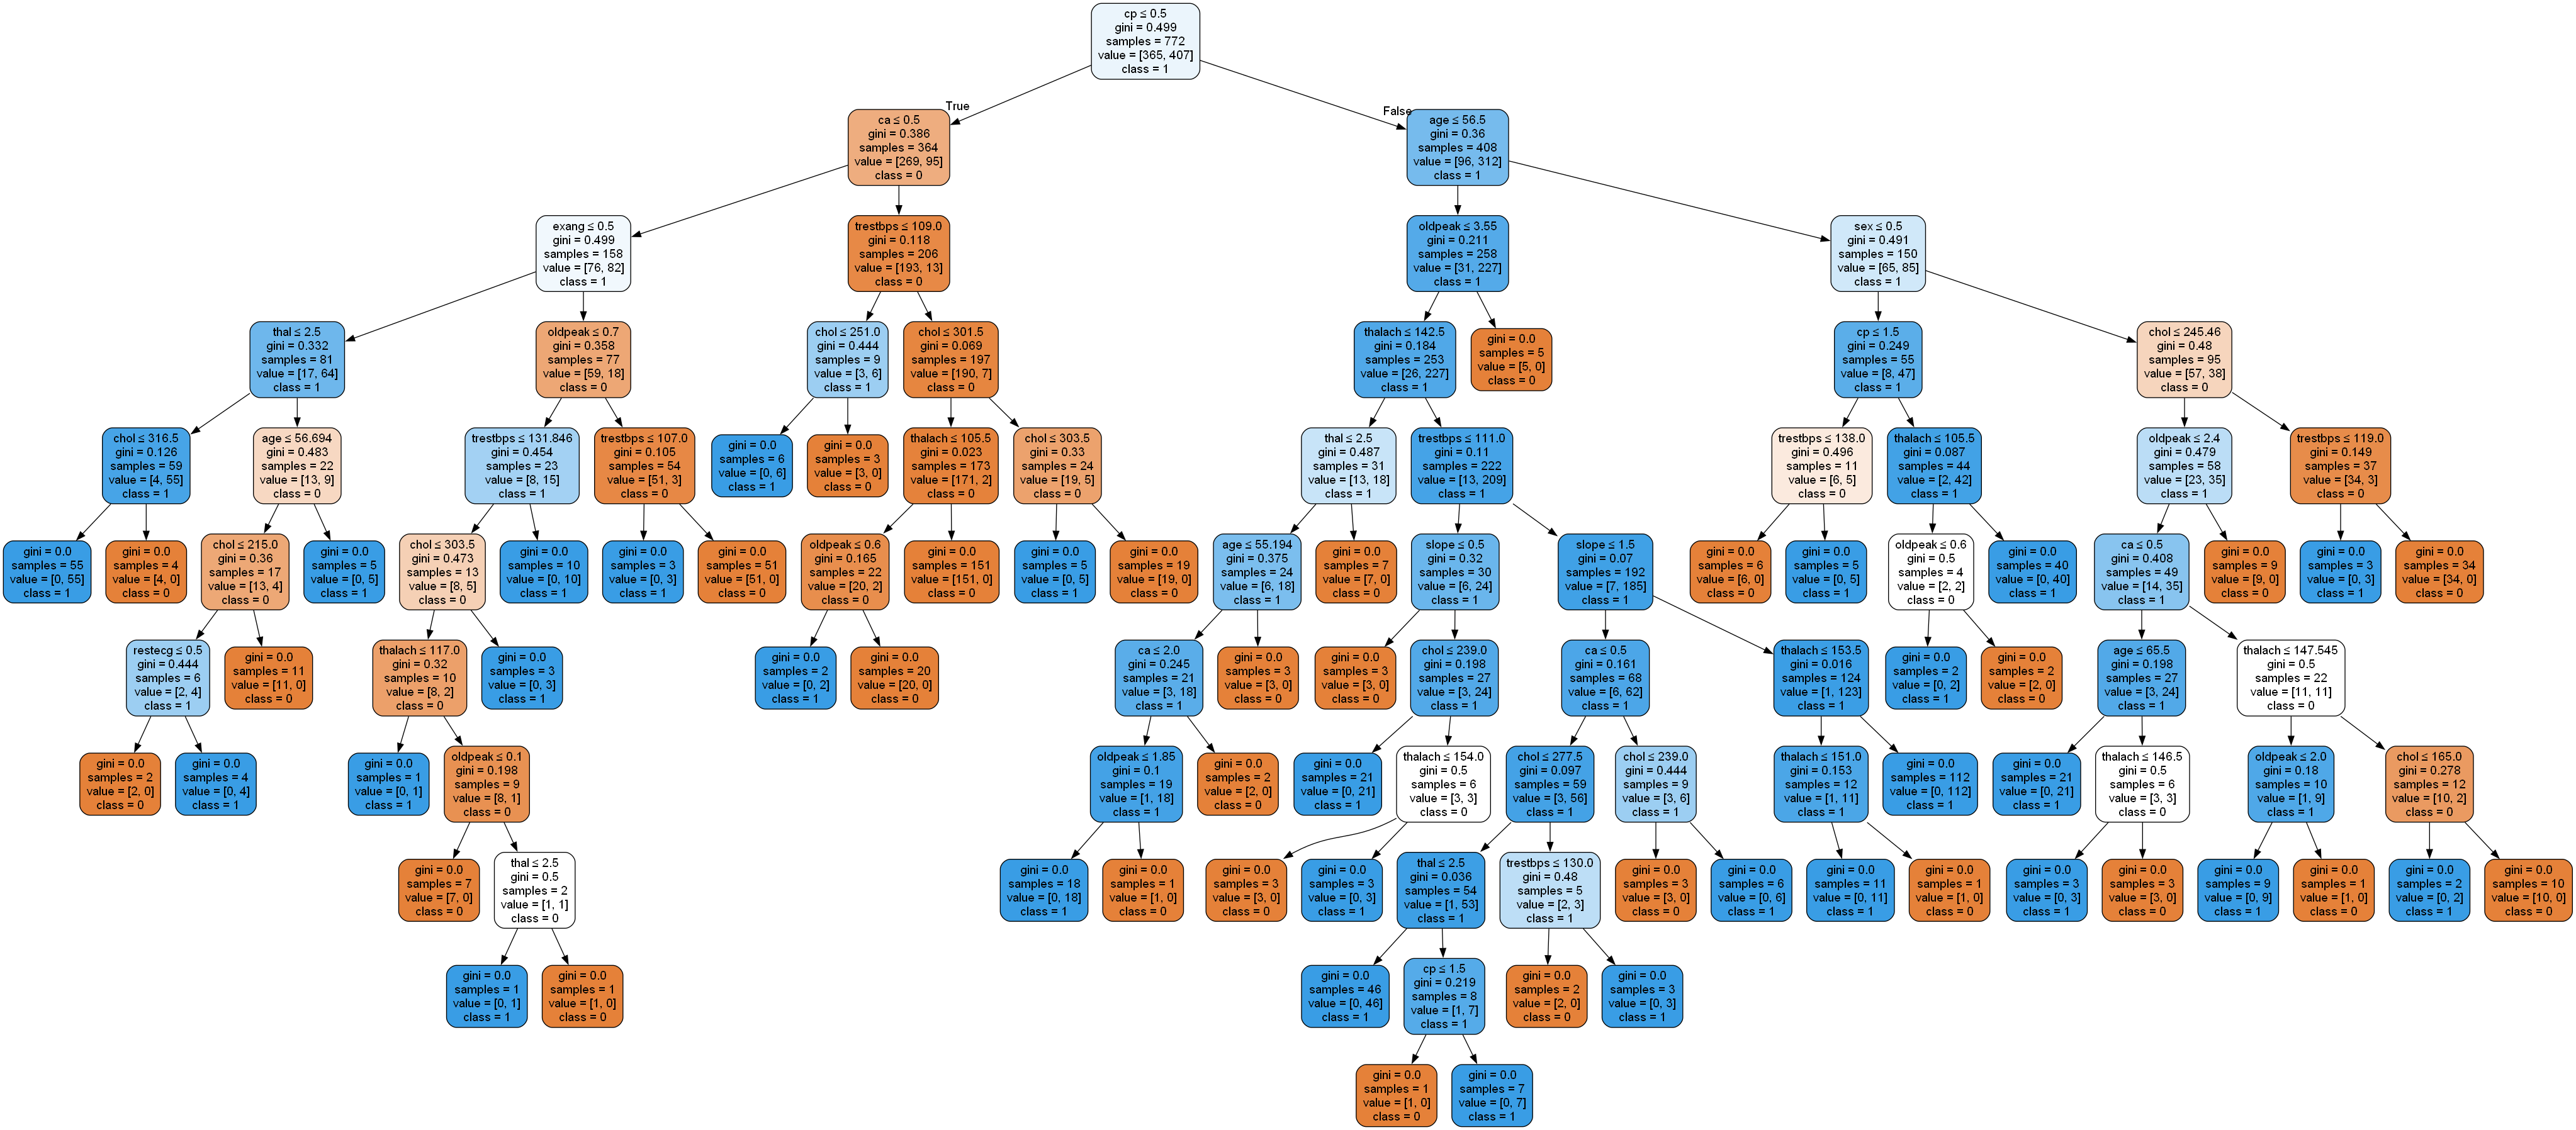 cp ≤ 0.5
gini = 0.499
samples = 772
value = [365, 407]
class = 1
True
False
ca ≤ 0.5
gini = 0.386
samples = 364
value = [269, 95]
class = 0
age ≤ 56.5
gini = 0.36
samples = 408
value = [96, 312]
class = 1
exang ≤ 0.5
gini = 0.499
samples = 158
value = [76, 82]
class = 1
trestbps ≤ 109.0
gini = 0.118
samples = 206
value = [193, 13]
class = 0
oldpeak ≤ 3.55
gini = 0.211
samples = 258
value = [31, 227]
class = 1
sex ≤ 0.5
gini = 0.491
samples = 150
value = [65, 85]
class = 1
thal ≤ 2.5
gini = 0.332
samples = 81
value = [17, 64]
class = 1
oldpeak ≤ 0.7
gini = 0.358
samples = 77
value = [59, 18]
class = 0
chol ≤ 251.0
gini = 0.444
samples = 9
value = [3, 6]
class = 1
chol ≤ 301.5
gini = 0.069
samples = 197
value = [190, 7]
class = 0
thalach ≤ 142.5
gini = 0.184
samples = 253
value = [26, 227]
class = 1
gini = 0.0
samples = 5
value = [5, 0]
class = 0
cp ≤ 1.5
gini = 0.249
samples = 55
value = [8, 47]
class = 1
chol ≤ 245.46
gini = 0.48
samples = 95
value = [57, 38]
class = 0
chol ≤ 316.5
gini = 0.126
samples = 59
value = [4, 55]
class = 1
age ≤ 56.694
gini = 0.483
samples = 22
value = [13, 9]
class = 0
trestbps ≤ 131.846
gini = 0.454
samples = 23
value = [8, 15]
class = 1
trestbps ≤ 107.0
gini = 0.105
samples = 54
value = [51, 3]
class = 0
gini = 0.0
samples = 6
value = [0, 6]
class = 1
gini = 0.0
samples = 3
value = [3, 0]
class = 0
thalach ≤ 105.5
gini = 0.023
samples = 173
value = [171, 2]
class = 0
chol ≤ 303.5
gini = 0.33
samples = 24
value = [19, 5]
class = 0
thal ≤ 2.5
gini = 0.487
samples = 31
value = [13, 18]
class = 1
trestbps ≤ 111.0
gini = 0.11
samples = 222
value = [13, 209]
class = 1
trestbps ≤ 138.0
gini = 0.496
samples = 11
value = [6, 5]
class = 0
thalach ≤ 105.5
gini = 0.087
samples = 44
value = [2, 42]
class = 1
oldpeak ≤ 2.4
gini = 0.479
samples = 58
value = [23, 35]
class = 1
trestbps ≤ 119.0
gini = 0.149
samples = 37
value = [34, 3]
class = 0
gini = 0.0
samples = 55
value = [0, 55]
class = 1
gini = 0.0
samples = 4
value = [4, 0]
class = 0
chol ≤ 215.0
gini = 0.36
samples = 17
value = [13, 4]
class = 0
gini = 0.0
samples = 5
value = [0, 5]
class = 1
chol ≤ 303.5
gini = 0.473
samples = 13
value = [8, 5]
class = 0
gini = 0.0
samples = 10
value = [0, 10]
class = 1
gini = 0.0
samples = 3
value = [0, 3]
class = 1
gini = 0.0
samples = 51
value = [51, 0]
class = 0
oldpeak ≤ 0.6
gini = 0.165
samples = 22
value = [20, 2]
class = 0
gini = 0.0
samples = 151
value = [151, 0]
class = 0
gini = 0.0
samples = 5
value = [0, 5]
class = 1
gini = 0.0
samples = 19
value = [19, 0]
class = 0
age ≤ 55.194
gini = 0.375
samples = 24
value = [6, 18]
class = 1
gini = 0.0
samples = 7
value = [7, 0]
class = 0
slope ≤ 0.5
gini = 0.32
samples = 30
value = [6, 24]
class = 1
slope ≤ 1.5
gini = 0.07
samples = 192
value = [7, 185]
class = 1
gini = 0.0
samples = 6
value = [6, 0]
class = 0
gini = 0.0
samples = 5
value = [0, 5]
class = 1
oldpeak ≤ 0.6
gini = 0.5
samples = 4
value = [2, 2]
class = 0
gini = 0.0
samples = 40
value = [0, 40]
class = 1
ca ≤ 0.5
gini = 0.408
samples = 49
value = [14, 35]
class = 1
gini = 0.0
samples = 9
value = [9, 0]
class = 0
gini = 0.0
samples = 3
value = [0, 3]
class = 1
gini = 0.0
samples = 34
value = [34, 0]
class = 0
restecg ≤ 0.5
gini = 0.444
samples = 6
value = [2, 4]
class = 1
gini = 0.0
samples = 11
value = [11, 0]
class = 0
thalach ≤ 117.0
gini = 0.32
samples = 10
value = [8, 2]
class = 0
gini = 0.0
samples = 3
value = [0, 3]
class = 1
gini = 0.0
samples = 2
value = [0, 2]
class = 1
gini = 0.0
samples = 20
value = [20, 0]
class = 0
ca ≤ 2.0
gini = 0.245
samples = 21
value = [3, 18]
class = 1
gini = 0.0
samples = 3
value = [3, 0]
class = 0
gini = 0.0
samples = 3
value = [3, 0]
class = 0
chol ≤ 239.0
gini = 0.198
samples = 27
value = [3, 24]
class = 1
ca ≤ 0.5
gini = 0.161
samples = 68
value = [6, 62]
class = 1
thalach ≤ 153.5
gini = 0.016
samples = 124
value = [1, 123]
class = 1
gini = 0.0
samples = 2
value = [0, 2]
class = 1
gini = 0.0
samples = 2
value = [2, 0]
class = 0
age ≤ 65.5
gini = 0.198
samples = 27
value = [3, 24]
class = 1
thalach ≤ 147.545
gini = 0.5
samples = 22
value = [11, 11]
class = 0
gini = 0.0
samples = 2
value = [2, 0]
class = 0
gini = 0.0
samples = 4
value = [0, 4]
class = 1
gini = 0.0
samples = 1
value = [0, 1]
class = 1
oldpeak ≤ 0.1
gini = 0.198
samples = 9
value = [8, 1]
class = 0
oldpeak ≤ 1.85
gini = 0.1
samples = 19
value = [1, 18]
class = 1
gini = 0.0
samples = 2
value = [2, 0]
class = 0
gini = 0.0
samples = 21
value = [0, 21]
class = 1
thalach ≤ 154.0
gini = 0.5
samples = 6
value = [3, 3]
class = 0
chol ≤ 277.5
gini = 0.097
samples = 59
value = [3, 56]
class = 1
chol ≤ 239.0
gini = 0.444
samples = 9
value = [3, 6]
class = 1
thalach ≤ 151.0
gini = 0.153
samples = 12
value = [1, 11]
class = 1
gini = 0.0
samples = 112
value = [0, 112]
class = 1
gini = 0.0
samples = 21
value = [0, 21]
class = 1
thalach ≤ 146.5
gini = 0.5
samples = 6
value = [3, 3]
class = 0
oldpeak ≤ 2.0
gini = 0.18
samples = 10
value = [1, 9]
class = 1
chol ≤ 165.0
gini = 0.278
samples = 12
value = [10, 2]
class = 0
gini = 0.0
samples = 7
value = [7, 0]
class = 0
thal ≤ 2.5
gini = 0.5
samples = 2
value = [1, 1]
class = 0
gini = 0.0
samples = 18
value = [0, 18]
class = 1
gini = 0.0
samples = 1
value = [1, 0]
class = 0
gini = 0.0
samples = 3
value = [3, 0]
class = 0
gini = 0.0
samples = 3
value = [0, 3]
class = 1
thal ≤ 2.5
gini = 0.036
samples = 54
value = [1, 53]
class = 1
trestbps ≤ 130.0
gini = 0.48
samples = 5
value = [2, 3]
class = 1
gini = 0.0
samples = 3
value = [3, 0]
class = 0
gini = 0.0
samples = 6
value = [0, 6]
class = 1
gini = 0.0
samples = 11
value = [0, 11]
class = 1
gini = 0.0
samples = 1
value = [1, 0]
class = 0
gini = 0.0
samples = 3
value = [0, 3]
class = 1
gini = 0.0
samples = 3
value = [3, 0]
class = 0
gini = 0.0
samples = 9
value = [0, 9]
class = 1
gini = 0.0
samples = 1
value = [1, 0]
class = 0
gini = 0.0
samples = 2
value = [0, 2]
class = 1
gini = 0.0
samples = 10
value = [10, 0]
class = 0
gini = 0.0
samples = 1
value = [0, 1]
class = 1
gini = 0.0
samples = 1
value = [1, 0]
class = 0
gini = 0.0
samples = 46
value = [0, 46]
class = 1
cp ≤ 1.5
gini = 0.219
samples = 8
value = [1, 7]
class = 1
gini = 0.0
samples = 2
value = [2, 0]
class = 0
gini = 0.0
samples = 3
value = [0, 3]
class = 1
gini = 0.0
samples = 1
value = [1, 0]
class = 0
gini = 0.0
samples = 7
value = [0, 7]
class = 1